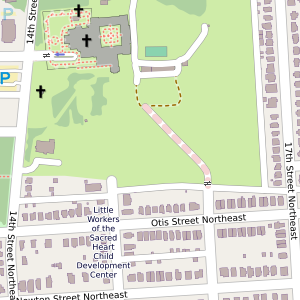 P
14th Street
P
17th Street Northeast
Otis Street Northeast
Little
Workers
of the
Sacred
Heart
Child
Development
Center
14th Street Northeas
Newton Street Northeast